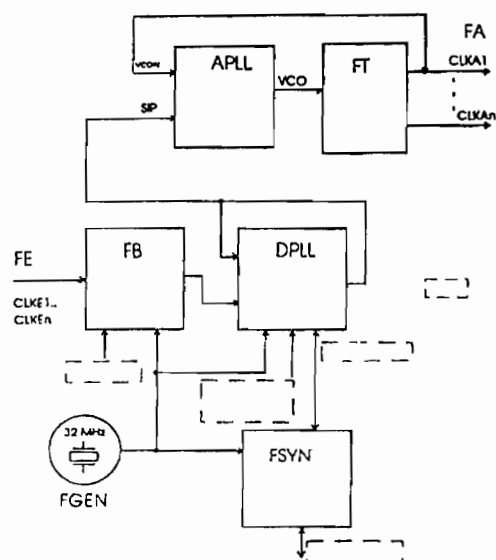 FA
APLL
FT
VCON
CLKA1
VCO
SIP
CLKAn
FE
FB
DPLL
CLKE1..
CLKEn
32 MHz
FSYN
FGEN